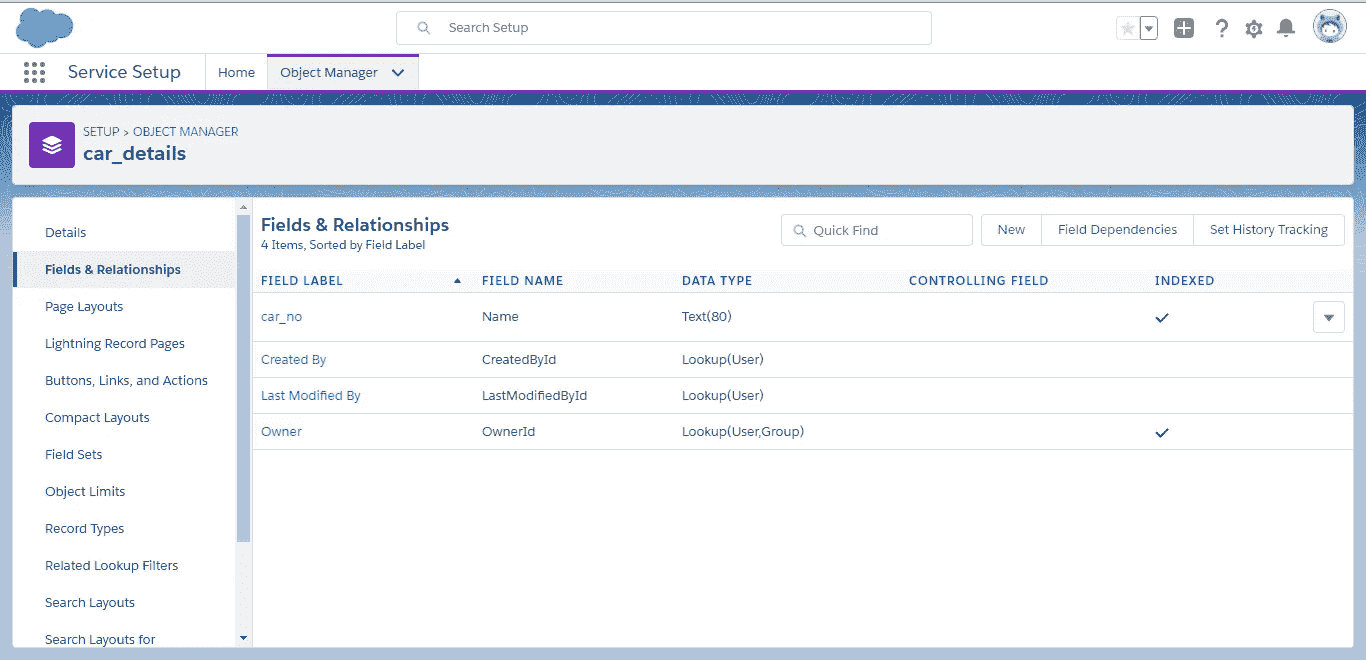 Search Setup
Service Setup Home Object Manager
SETUP > OBJECT MANAGER
car_details
Details
Fields & Relationships
Page Layouts
Lightning Record Pages
Buttons, Links, and Actions
Compact Layouts
Field Sets
Object Limits
Record Types
Related Lookup Filters
Search Layouts
Search Layouts for
Fields & Relationships
4 Items, Sorted by Field Label
Quick Find New Field Dependencies Set History Tracking
FIELD LABEL FIELD NAME DATA TYPE CONTROLLING FIELD INDEXED
car_no Name Text(80)
Created By CreatedById Lookup(User)
Last Modified By LastModifiedById Lookup(User)
Owner OwnerId Lookup(User,Group)